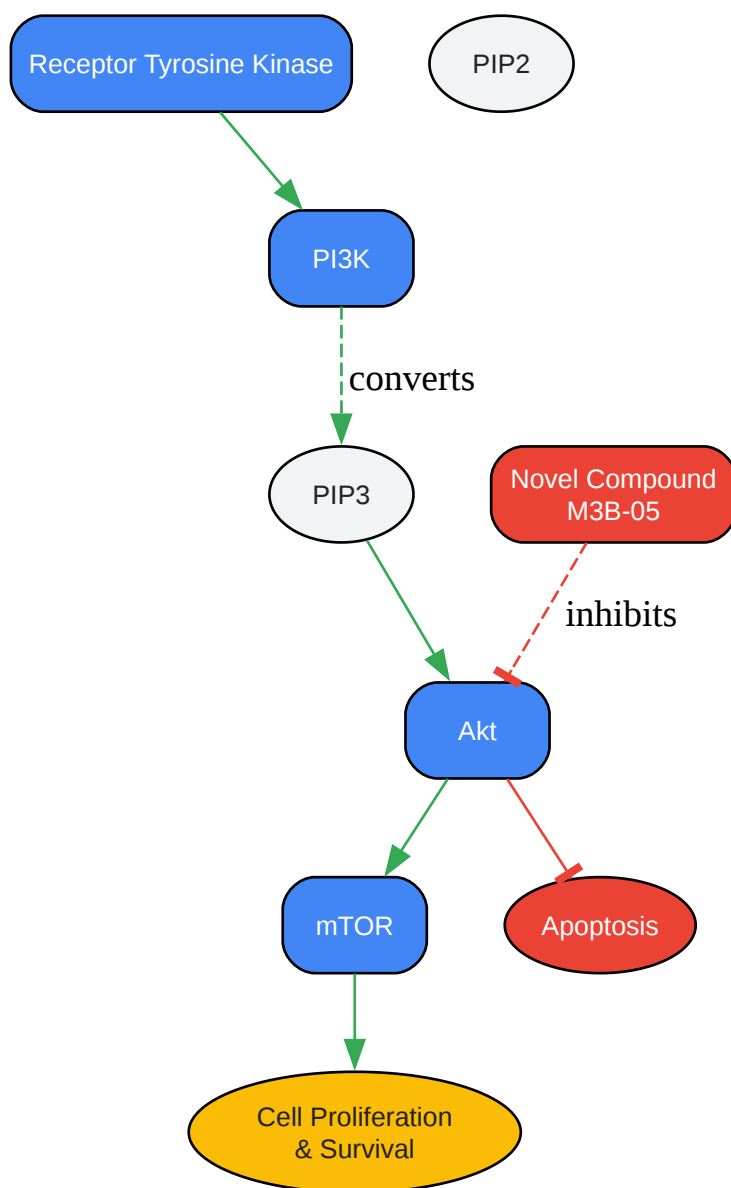 Receptor Tyrosine Kinase
PIP2
PI3K
converts
PIP3
Novel Compound
M3B-05
inhibits
Akt
mTOR
Apoptosis
Cell Proliferation
& Survival